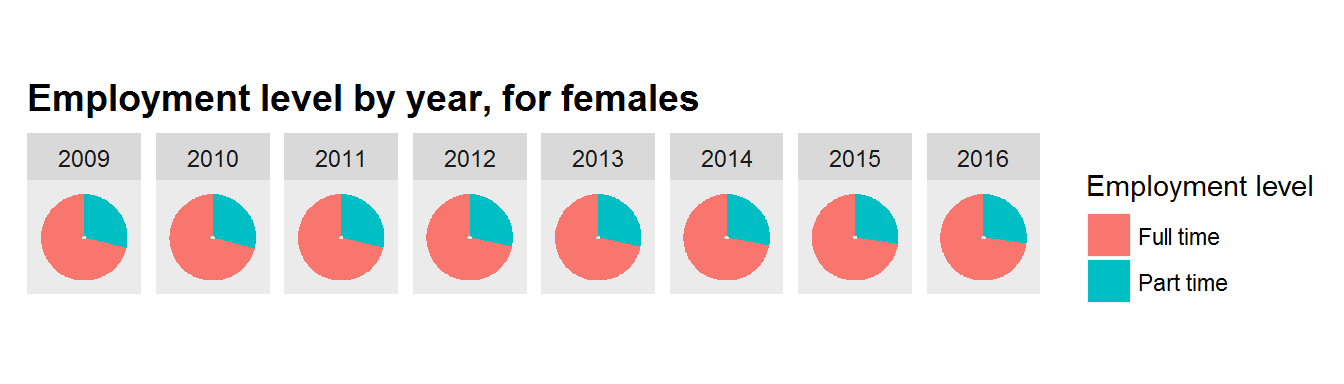 Employment level by year, for females
2009 2010 2011 2012 2013 2014 2015 2016
Employment level
Full time
Part time